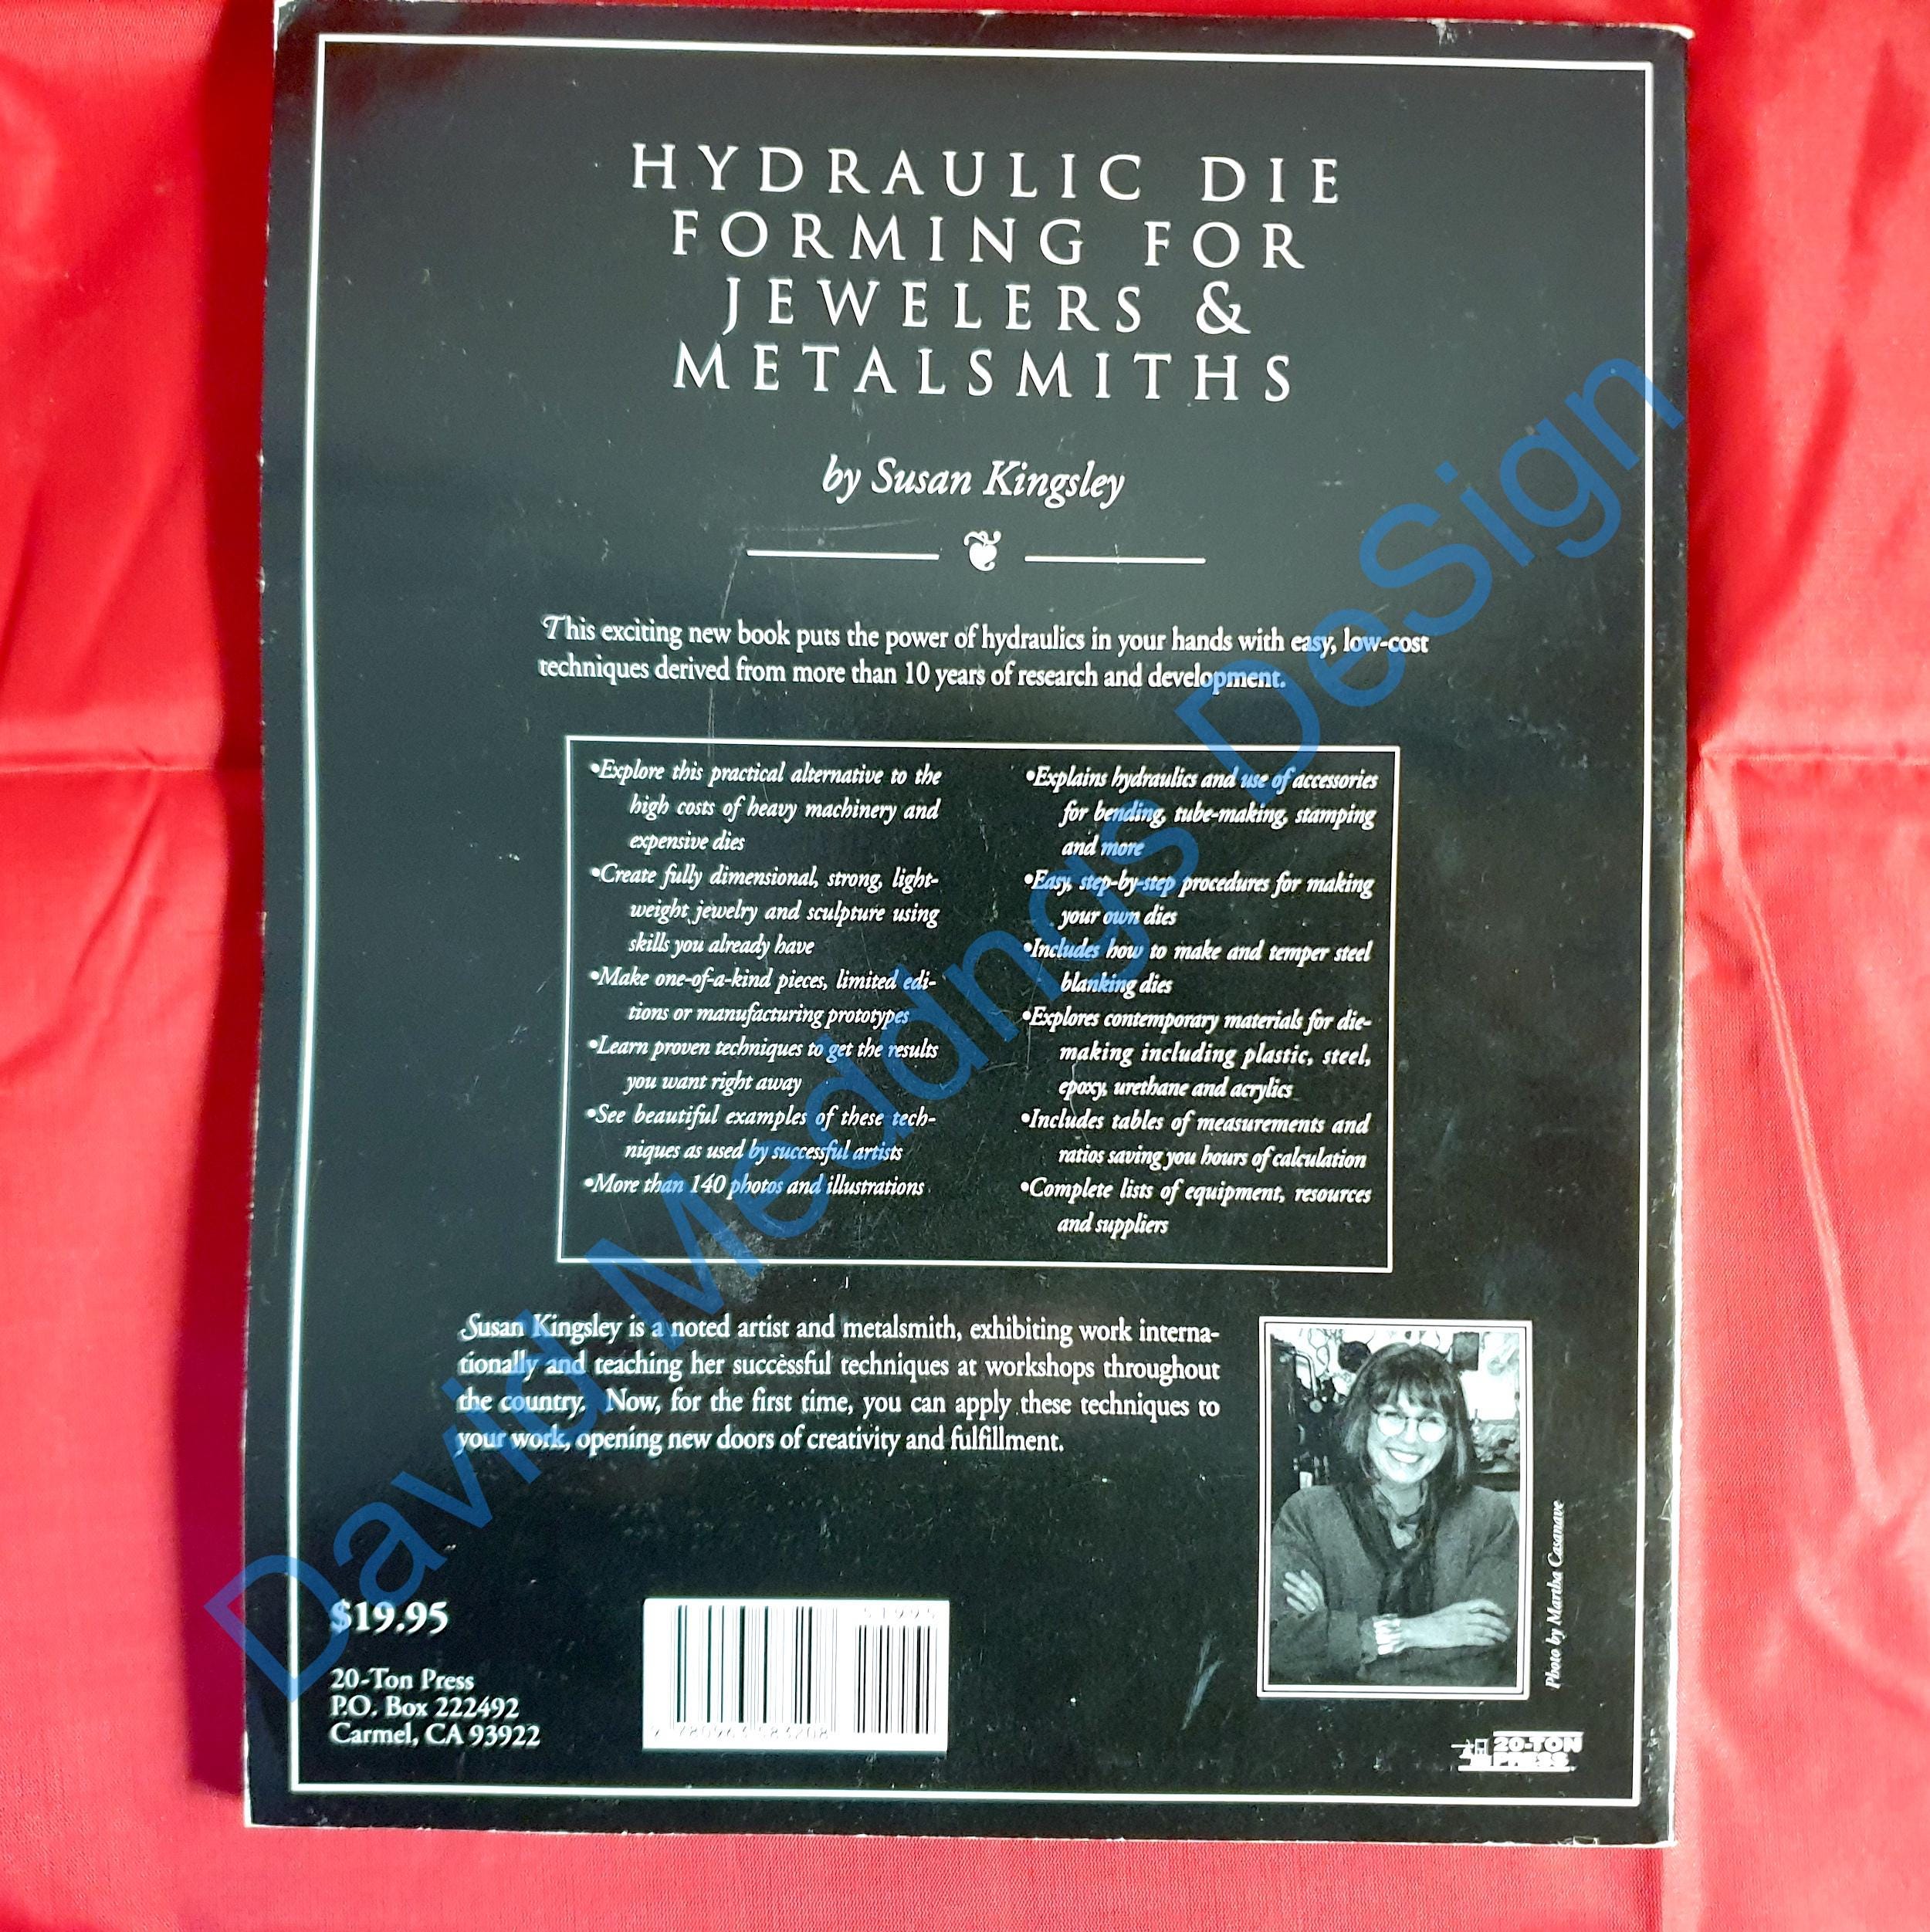 HYDRAULIC DIE
FORMING FOR
JEWELERS &
METALSMITHS
by Susan Kingsley
This exciting new book puts the power of hydraulics in your hands with easy, low-cost
techniques derived from more than 10 years of research and development.
•Explore this practical alternative to the
high costs of heavy machinery and
expensive dies
•Create fully dimensional, strong, light-
weight jewelry and sculpture using
skills you already have
•Make one-of-a-kind pieces, limited edi-
tions or manufacturing prototypes
•Learn proven techniques to get the results
you want right away
•See beautiful examples of these tech-
niques as used by successful artists
•More than 140 photos and illustrations
•Explains hydraulics and use of accessories
for bending, tube-making, stamping
and more
•Easy, step-by-step procedures for making
your own dies
•Includes how to make and temper steel
blanking dies
•Explores contemporary materials for die-
making including plastic, steel,
epoxy, urethane and acrylics
•Includes tables of measurements and
ratios saving you hours of calculation
•Complete lists of equipment, resources
and suppliers
Susan Kingsley is a noted artist and metalsmith, exhibiting work interna-
tionally and teaching her successful techniques at workshops throughout
the country. Now, for the first time, you can apply these techniques to
your work, opening new doors of creativity and fulfillment.
Photo by Martha Casanave
$19.95
20-Ton Press
P.O. Box 222492
Carmel, CA 93922
20-TON
PRESS
David Meddings DeSign